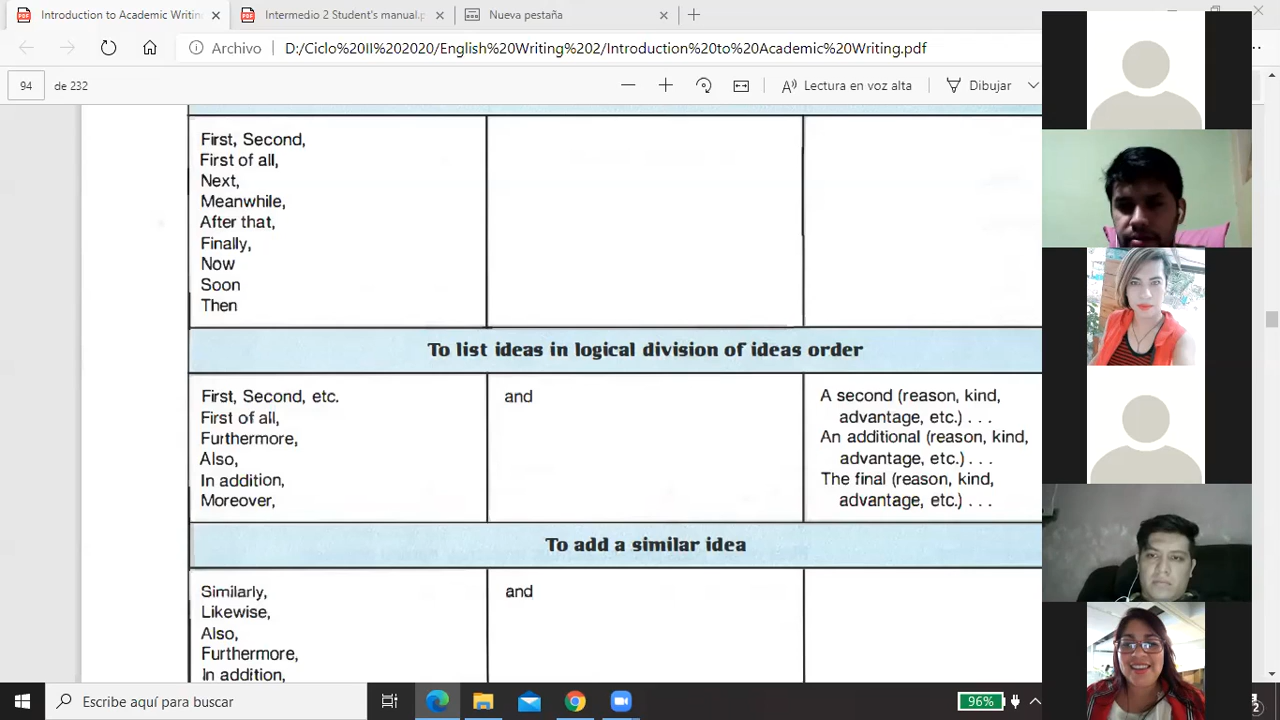 Introduction to Academic Writin
Intermedio 2 Student's manual.p
Nueva pestaña
Archivo
D:/Ciclo%20II%202020/English%20Writing%202/Introduction%20to%20Academic%20Writing.pdf
94 de 232
Lectura en voz alta
Dibujar
First, Second,
First of all,
Next,
Meanwhile,
After that,
Finally,
Now
Soon
Then
To list ideas in logical division of ideas order
First, Second, etc.
First of all,
Furthermore,
Also,
In addition,
Moreover,
and
A second (reason, kind,
advantage, etc.) . . .
An additional (reason, kind,
advantage, etc.) . . .
The final (reason, kind,
advantage, etc.) . . .
To add a similar idea
Similarly,
Likewise,
Also,
Furthermore,
In addition,
and
Escribe aquí para buscar
96%